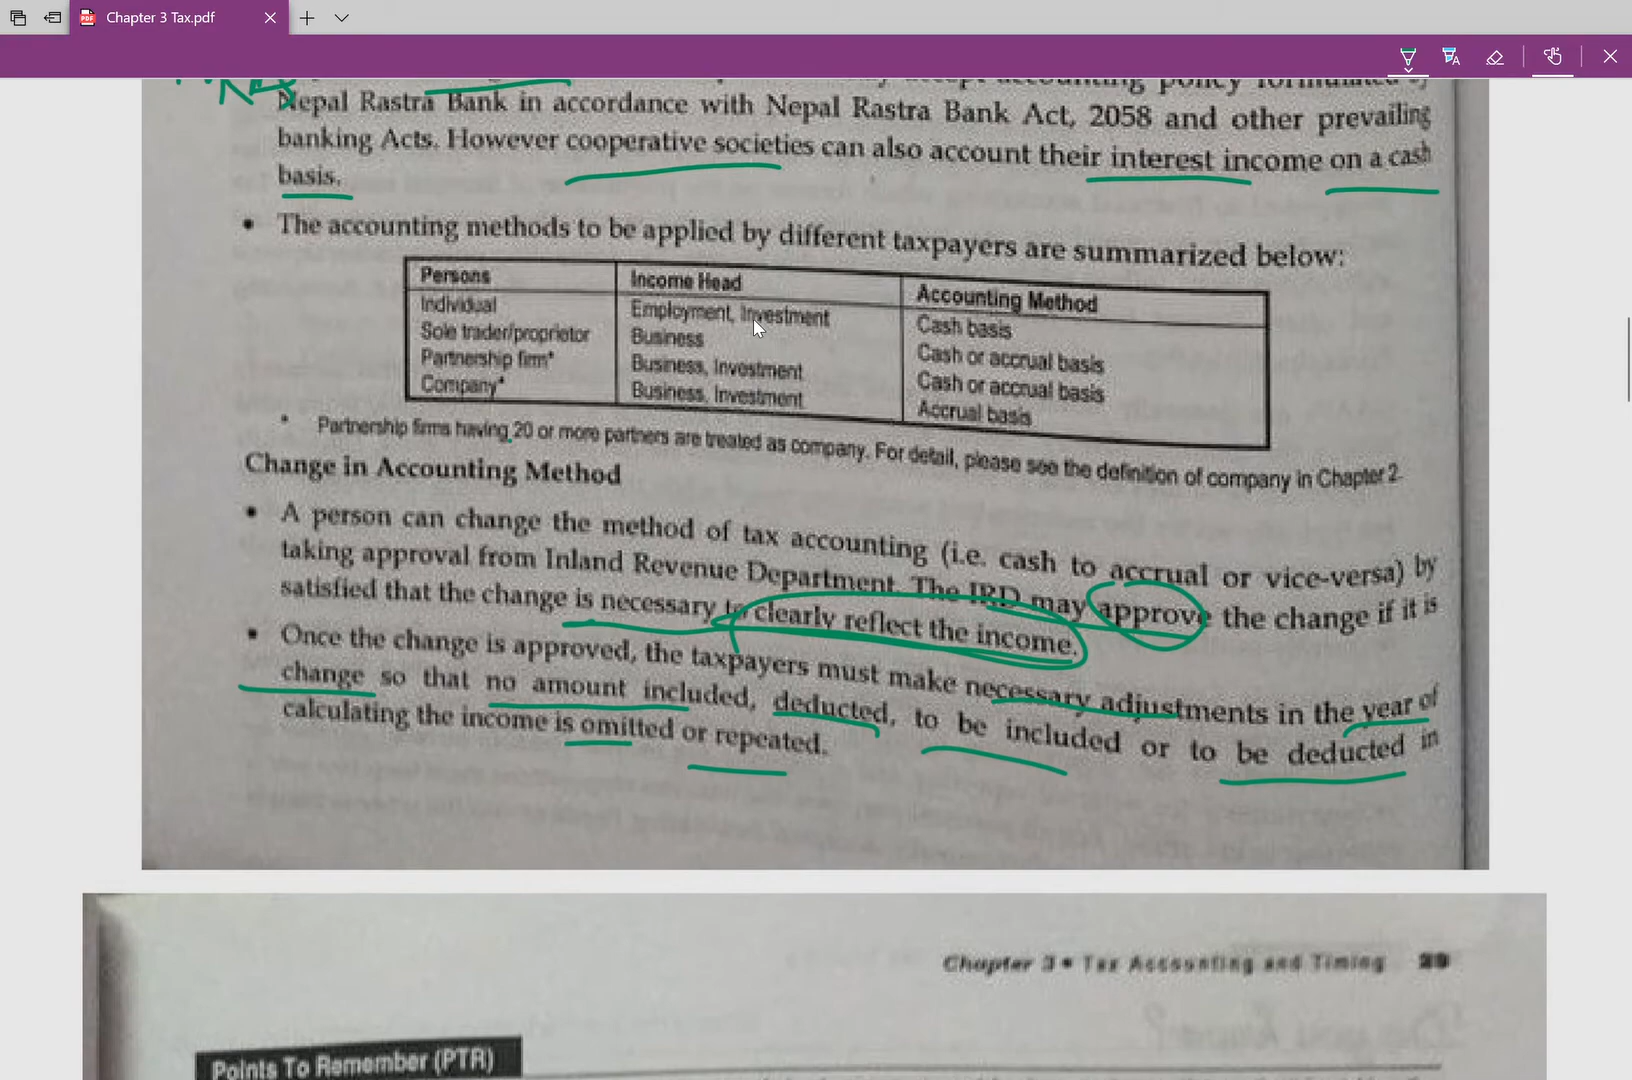 Chapter 3 Tax.pdf
accounting policy formulated by
Nepal Rastra Bank in accordance with Nepal Rastra Bank Act, 2058 and other prevailing
banking Acts. However cooperative societies can also account their interest income on a cash
basis.
• The accounting methods to be applied by different taxpayers are summarized below:
Persons Income Head Accounting Method
Individual Employment, Investment Cash basis
Sole trader/proprietor Business Cash or accrual basis
Partnership firm* Business, Investment Cash or accrual basis
Company* Business, Investment Accrual basis
* Partnership firms having 20 or more partners are treated as company. For detail, please see the definition of company in Chapter 2
Change in Accounting Method
• A person can change the method of tax accounting (i.e. cash to accrual or vice-versa) by
taking approval from Inland Revenue Department. The IRD may approve the change if it is
satisfied that the change is necessary to clearly reflect the income.
• Once the change is approved, the taxpayers must make necessary adjustments in the year of
change so that no amount included, deducted, to be included or to be deducted in
calculating the income is omitted or repeated.
Chapter 3 • Tax Accounting and Timing 29
Points To Remember (PTR)